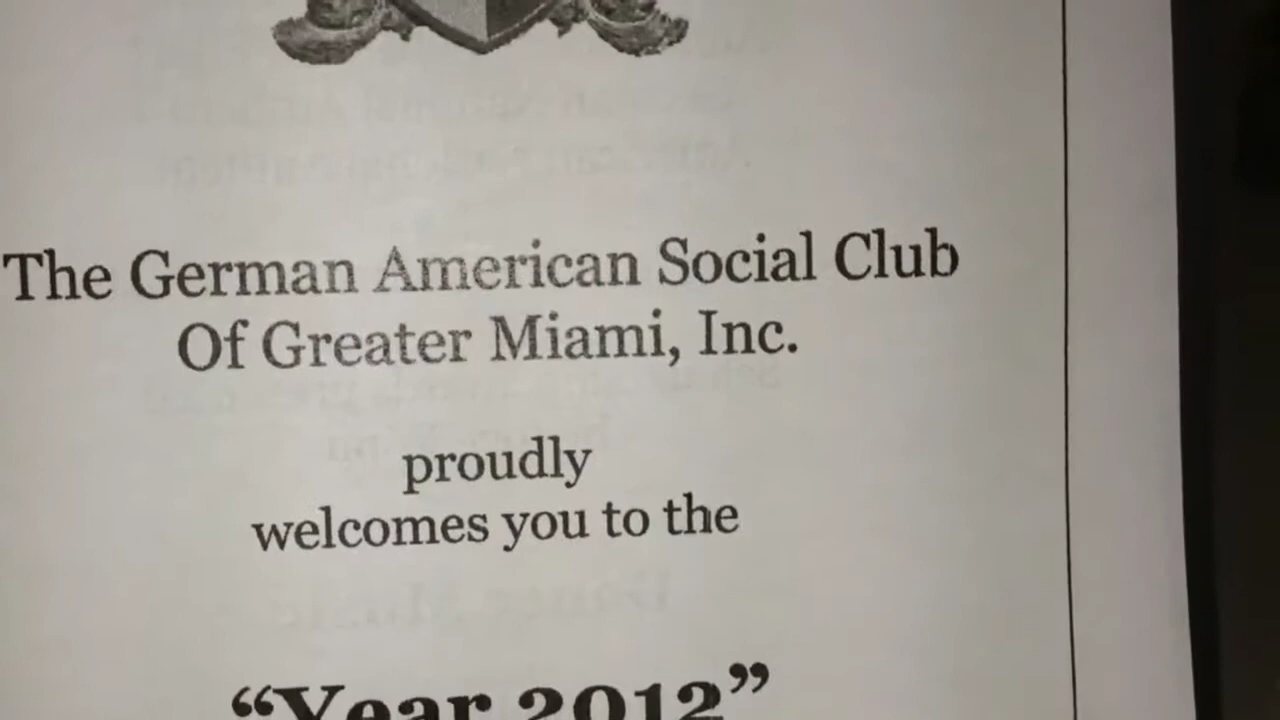 The German American Social Club
Of Greater Miami, Inc.
proudly
welcomes you to the
“Year 2012”